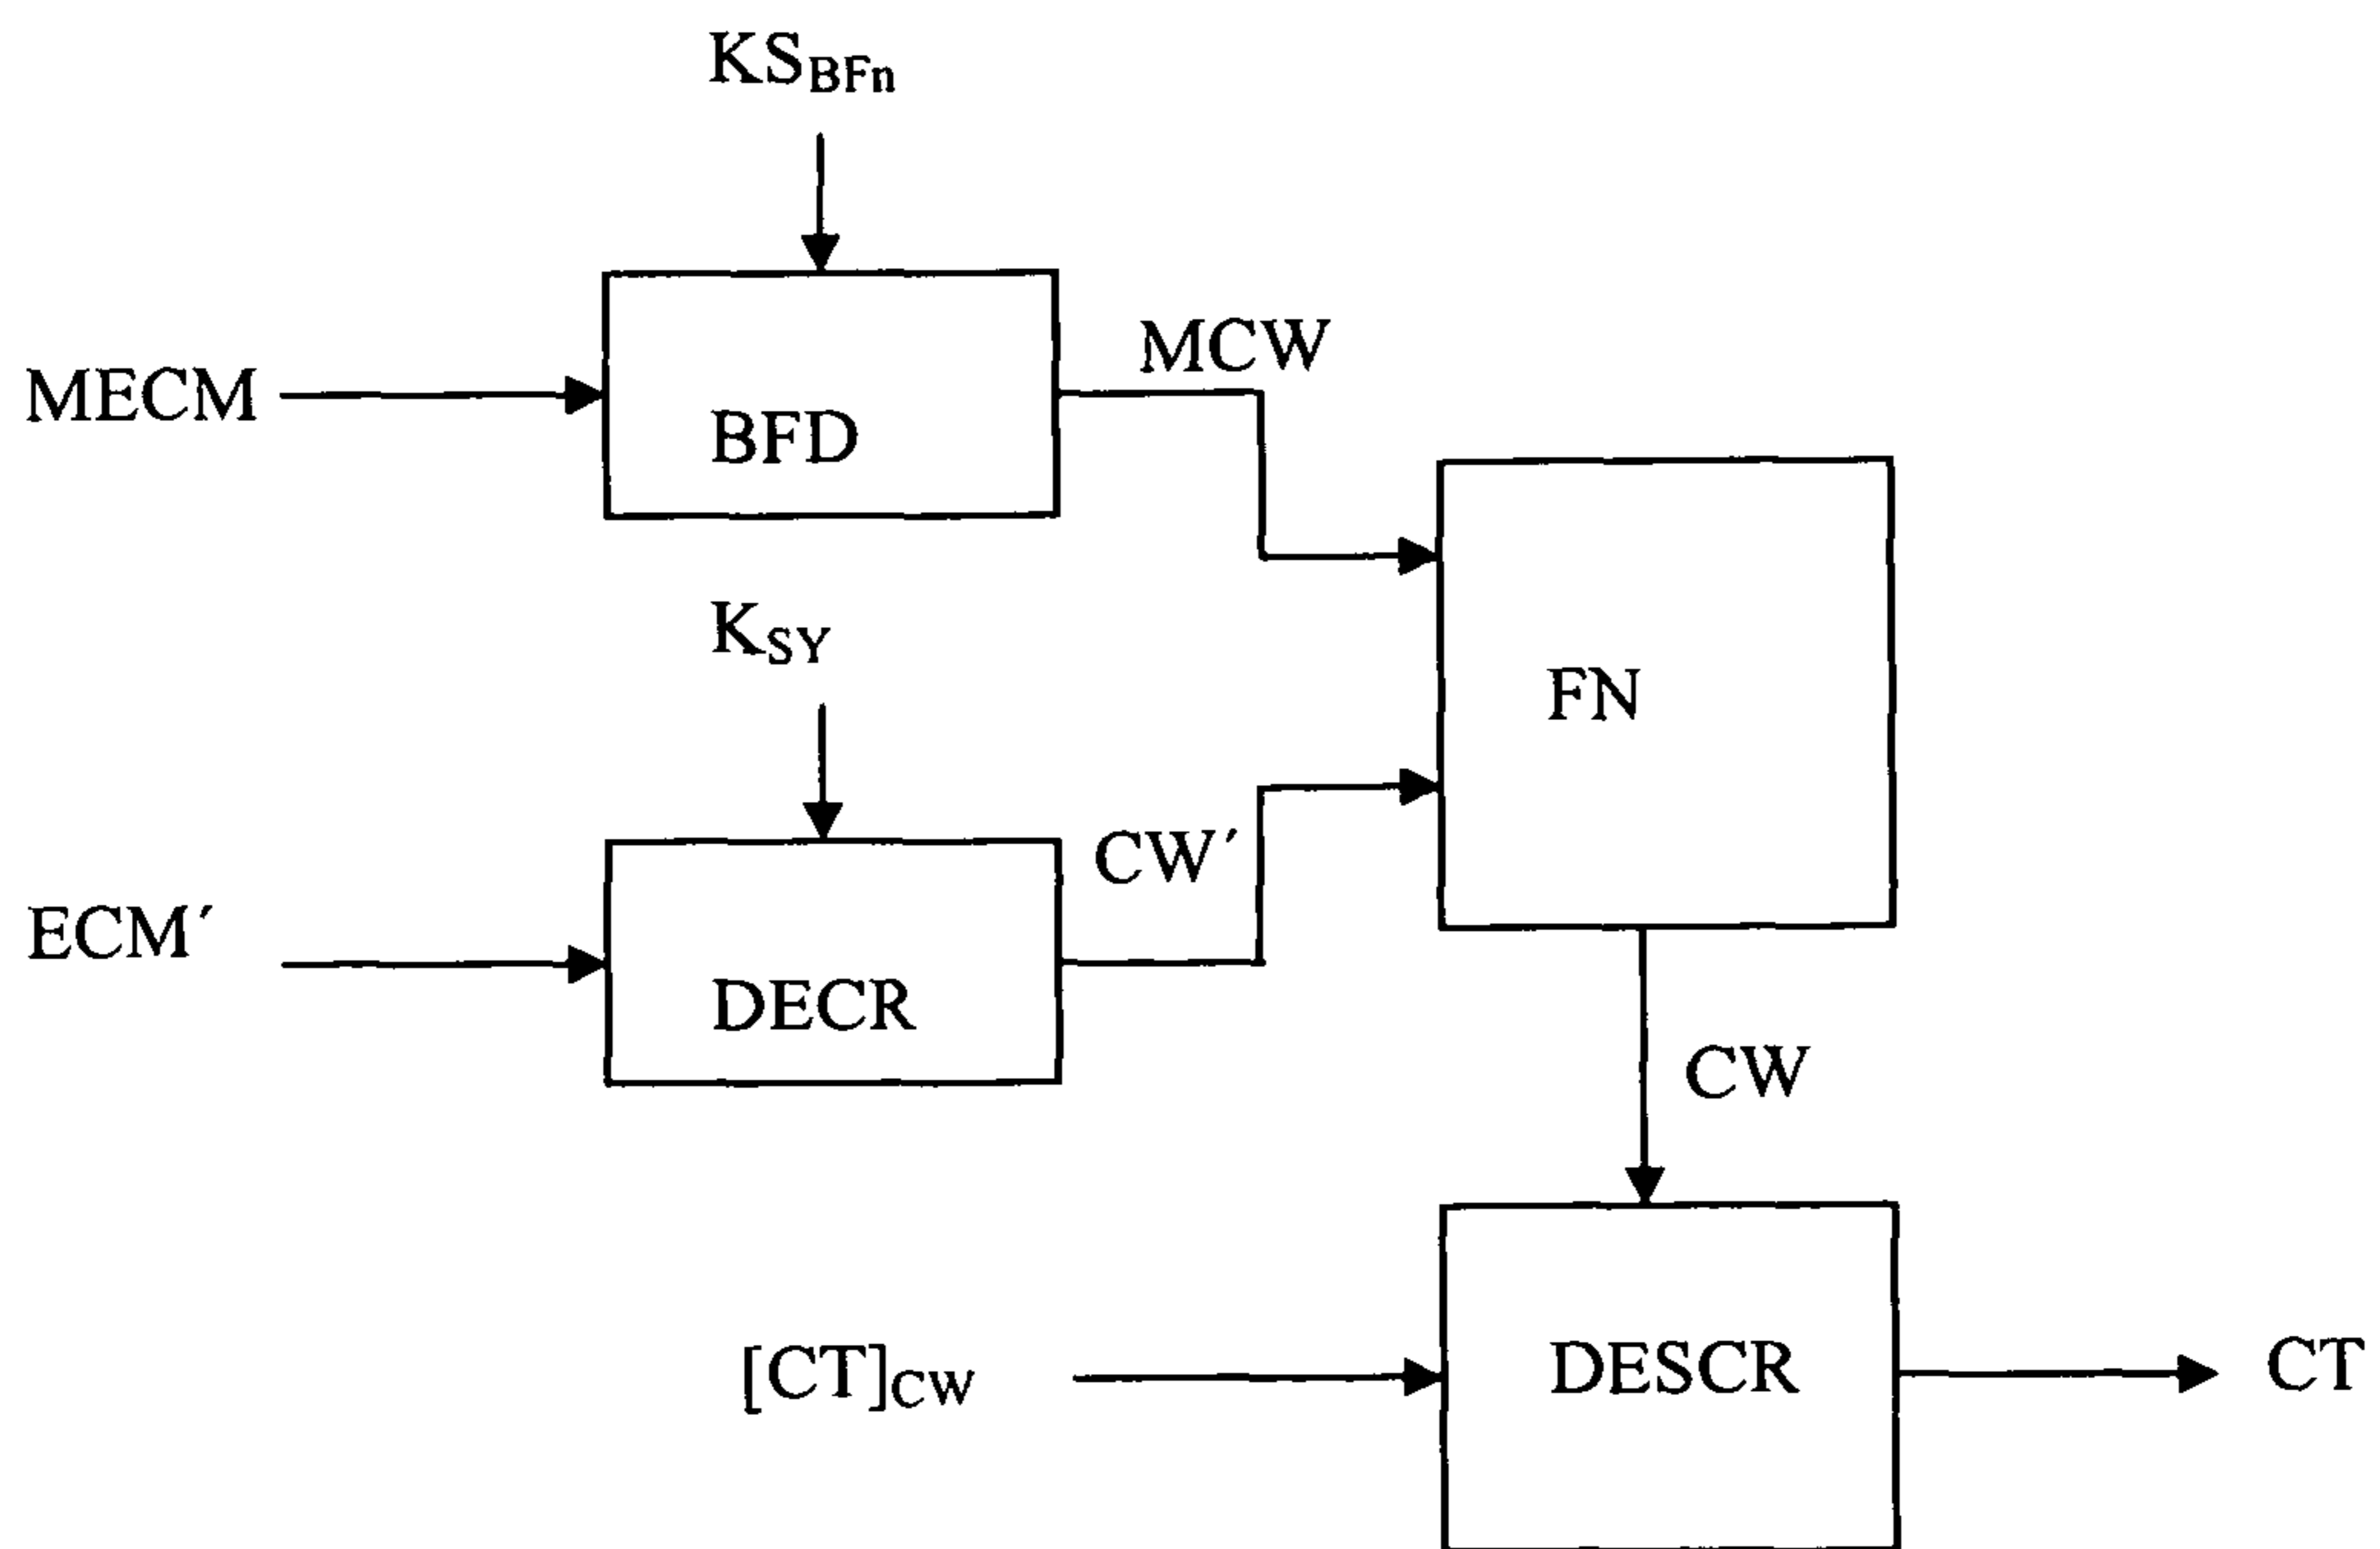 KSBFn
MECM
BFD
MCW
KSY
FN
CW´
ECM´
DECR
CW
[CT]CW
DESCR
CT